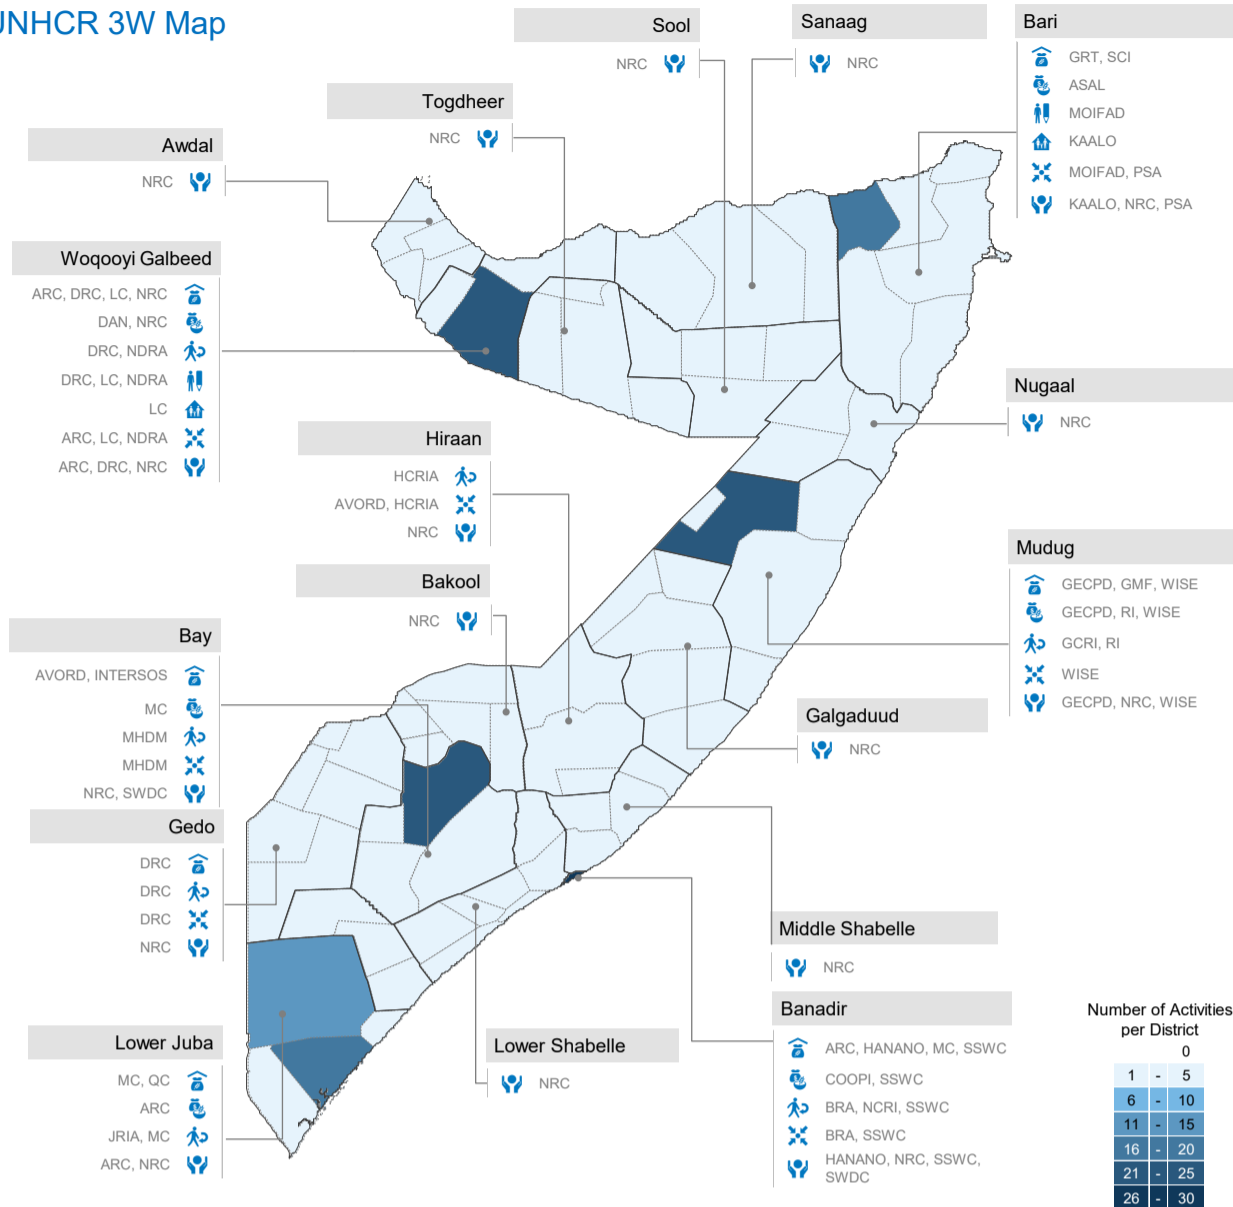 UNHCR 3W Map
Sool
NRC
Sanaag
NRC
Bari
GRT, SCI
ASAL
MOIFAD
KAALO
MOIFAD, PSA
KAALO, NRC, PSA
Togdheer
NRC
Awdal
NRC
Woqooyi Galbeed
ARC, DRC, LC, NRC
DAN, NRC
DRC, NDRA
DRC, LC, NDRA
LC
ARC, LC, NDRA
ARC, DRC, NRC
Nugaal
NRC
Hiraan
HCRIA
AVORD, HCRIA
NRC
Mudug
GECPD, GMF, WISE
GECPD, RI, WISE
GCRI, RI
WISE
GECPD, NRC, WISE
Bakool
NRC
Bay
AVORD, INTERSOS
MC
MHDM
MHDM
NRC, SWDC
Galgaduud
NRC
Gedo
DRC
DRC
DRC
NRC
Middle Shabelle
NRC
Banadir
ARC, HANANO, MC, SSWC
COOPI, SSWC
BRA, NCRI, SSWC
BRA, SSWC
HANANO, NRC, SSWC,
SWDC
Lower Juba
MC, QC
ARC
JRIA, MC
ARC, NRC
Lower Shabelle
NRC
Number of Activities
per District
0
1 - 5
6 - 10
11 - 15
16 - 20
21 - 25
26 - 30